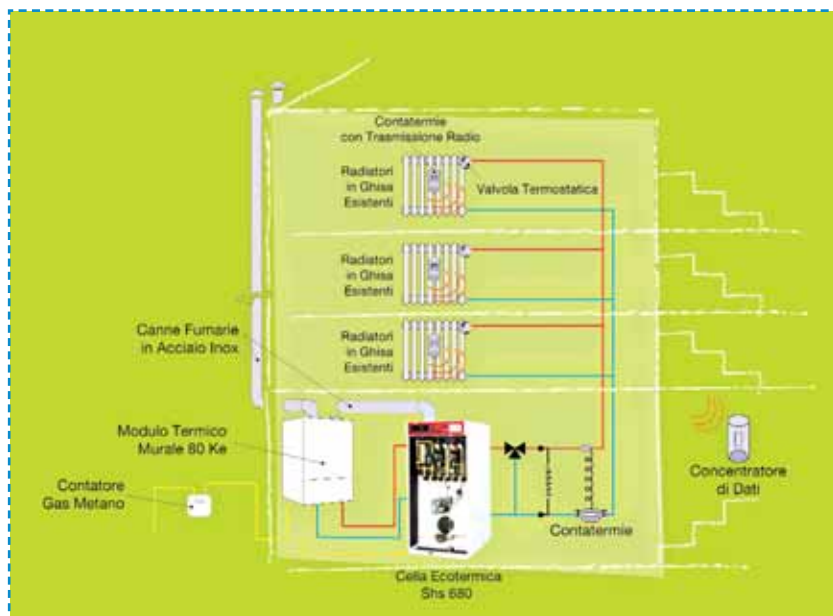 Contatermie
con Trasmissione Radio
Radiatori
in Ghisa
Esistenti
Valvola Termostatica
Radiatori
in Ghisa
Esistenti
Radiatori
in Ghisa
Esistenti
Canne Fumarie
in Acciaio Inox
Modulo Termico
Murale 80 Ke
Contatore
Gas Metano
Concentratore
di Dati
Contatermie
Cella Ecotermica
Shs 680